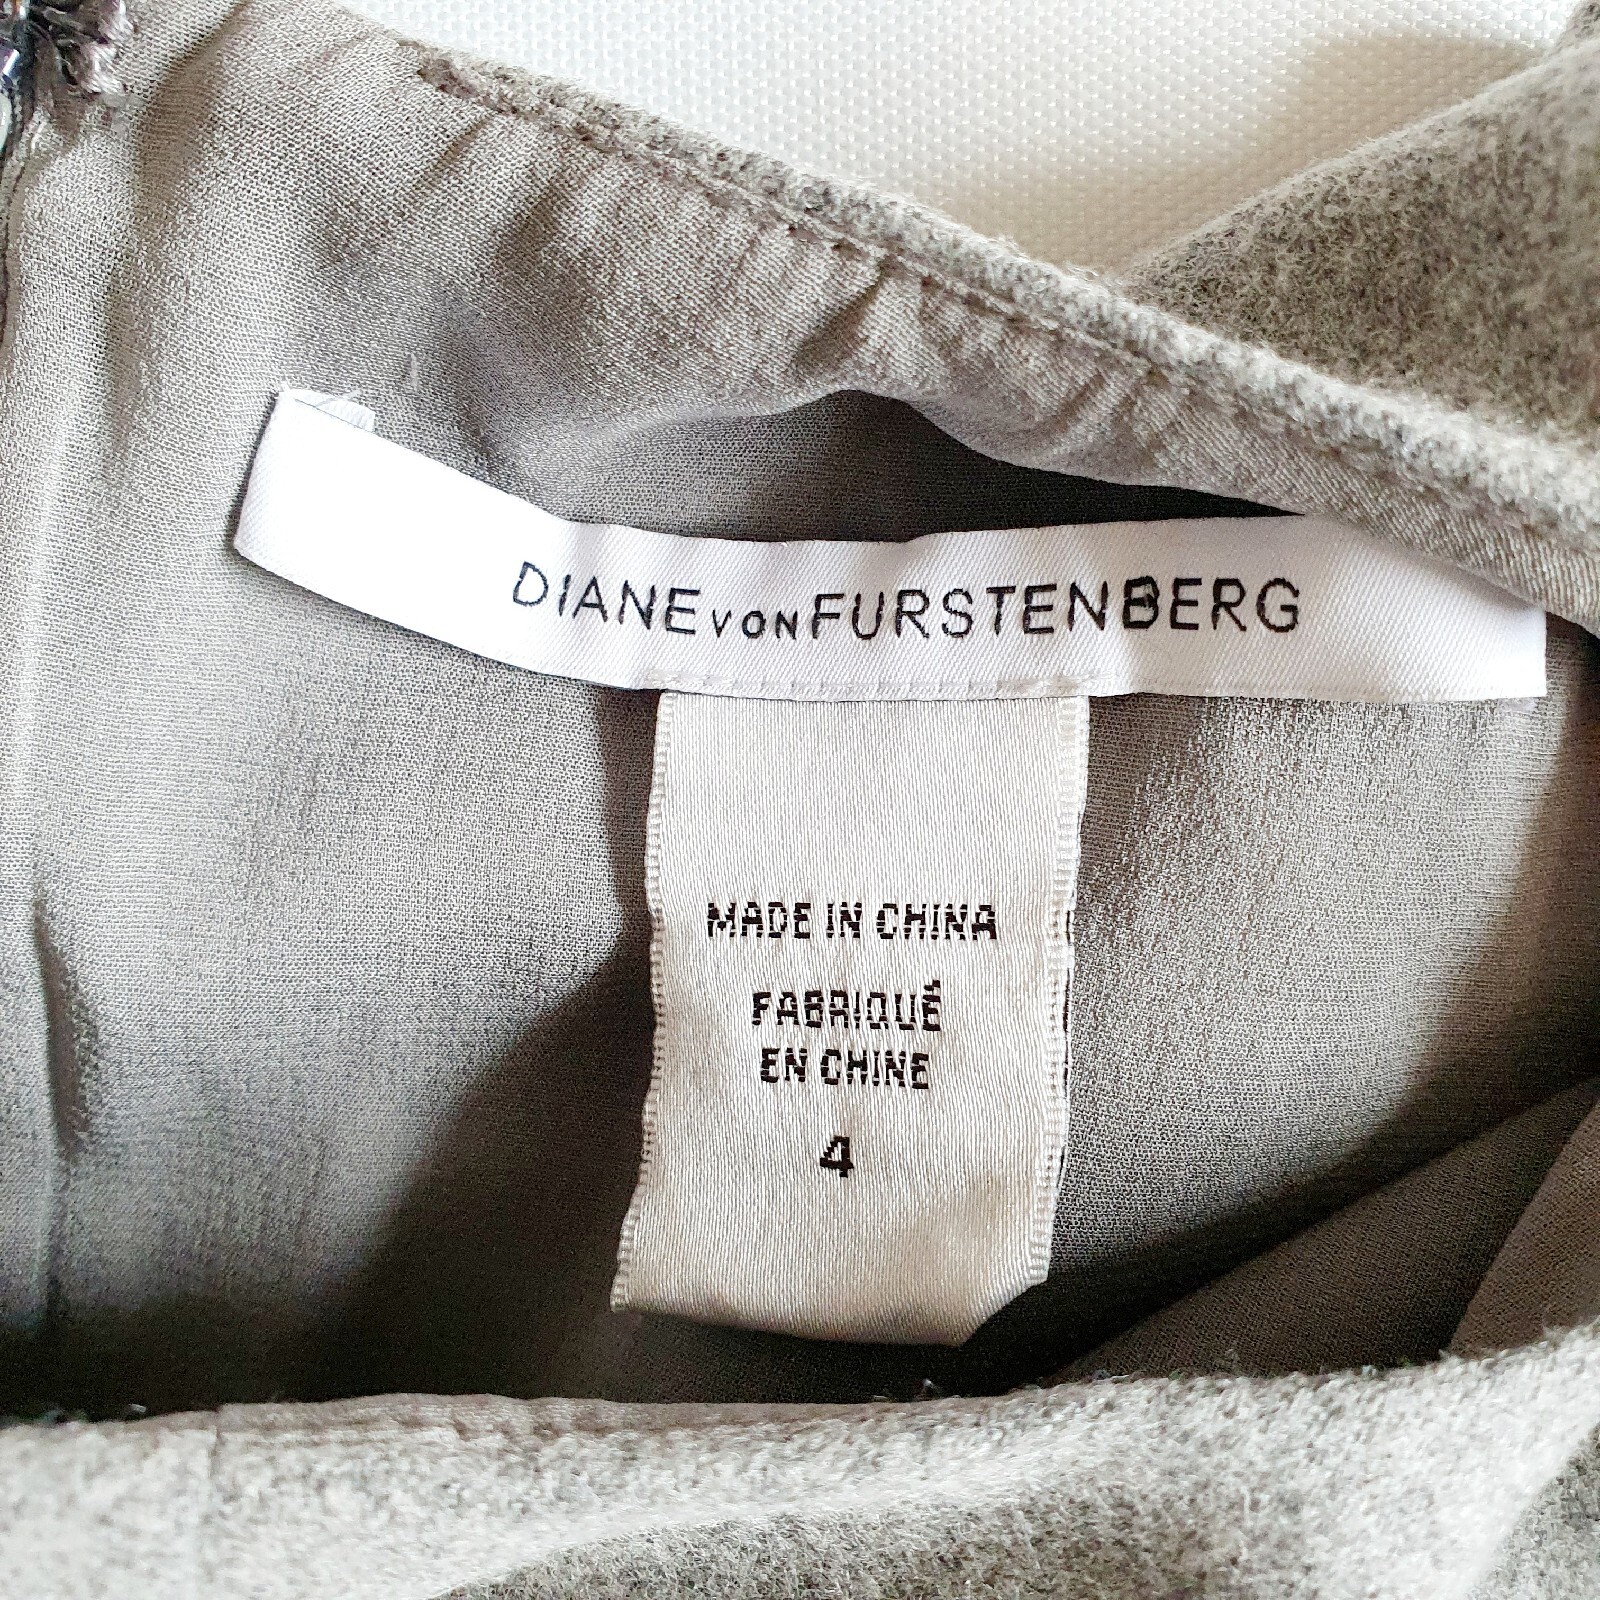 DIANE VON FURSTENBERG
MADE IN CHINA
FABRIQUÉ
EN CHINE
4